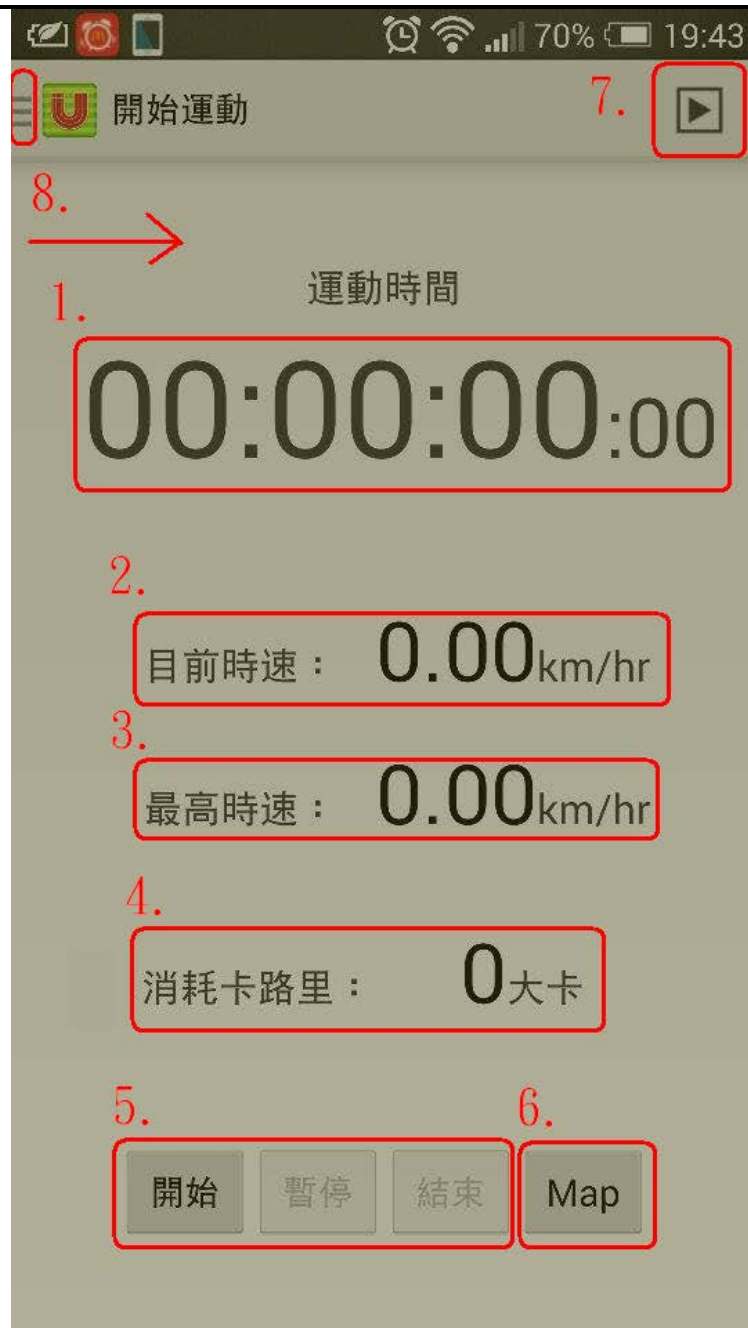 70% 19:43
開始運動 7.
8.
運動時間
1.
00:00:00:00
2.
目前時速： 0.00km/hr
3.
最高時速： 0.00km/hr
4.
消耗卡路里： 0大卡
5. 6.
開始 暫停 結束 Map